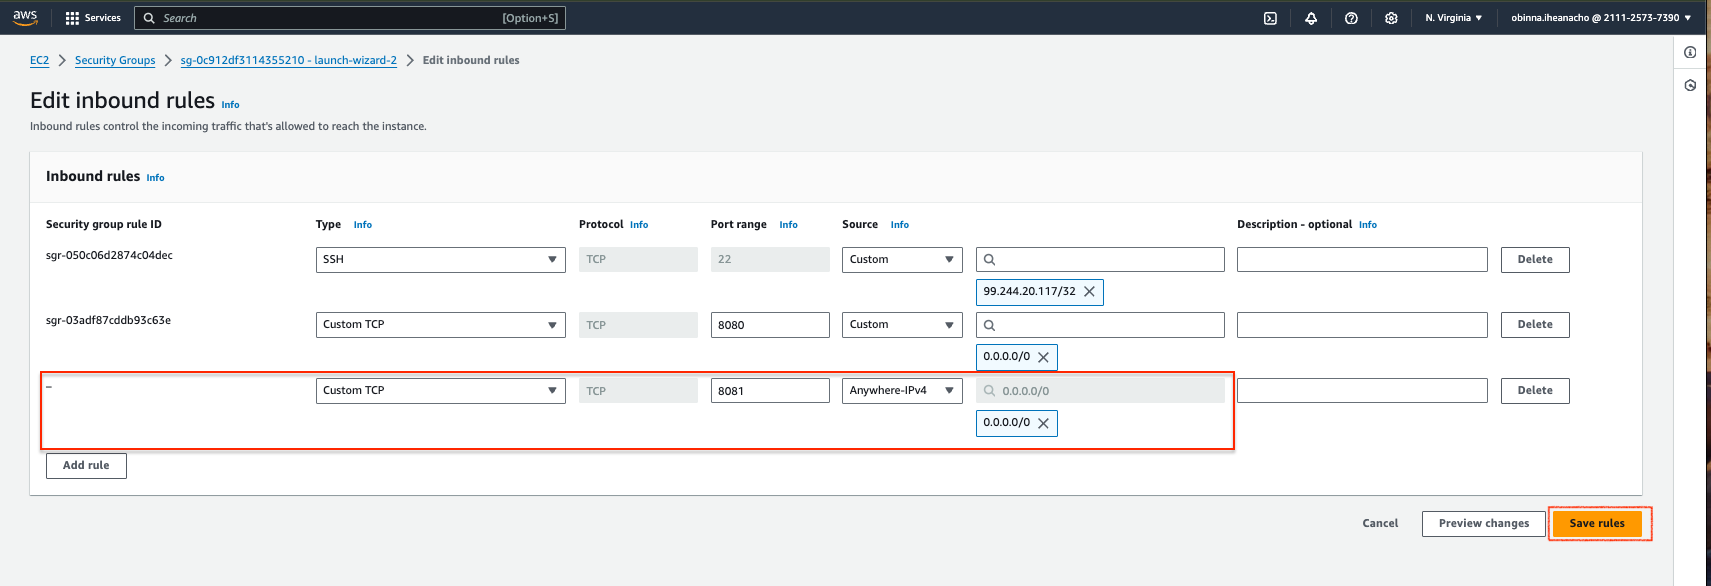 aws Services Search [Option+S] N. Virginia obinna.iheanacho @ 2111-2573-7390
EC2 Security Groups sg-0c912df3114355210 - launch-wizard-2 Edit inbound rules
Edit inbound rules Info
Inbound rules control the incoming traffic that's allowed to reach the instance.
Inbound rules Info
Security group rule ID Type Info Protocol Info Port range Info Source Info Description - optional Info
sgr-050c06d2874c04dec SSH TCP 22 Custom Delete
99.244.20.117/32
sgr-03adf87cddb93c63e Custom TCP TCP 8080 Custom Delete
0.0.0.0/0
– Custom TCP TCP 8081 Anywhere-IPv4 0.0.0.0/0 Delete
0.0.0.0/0
Add rule
Cancel Preview changes Save rules